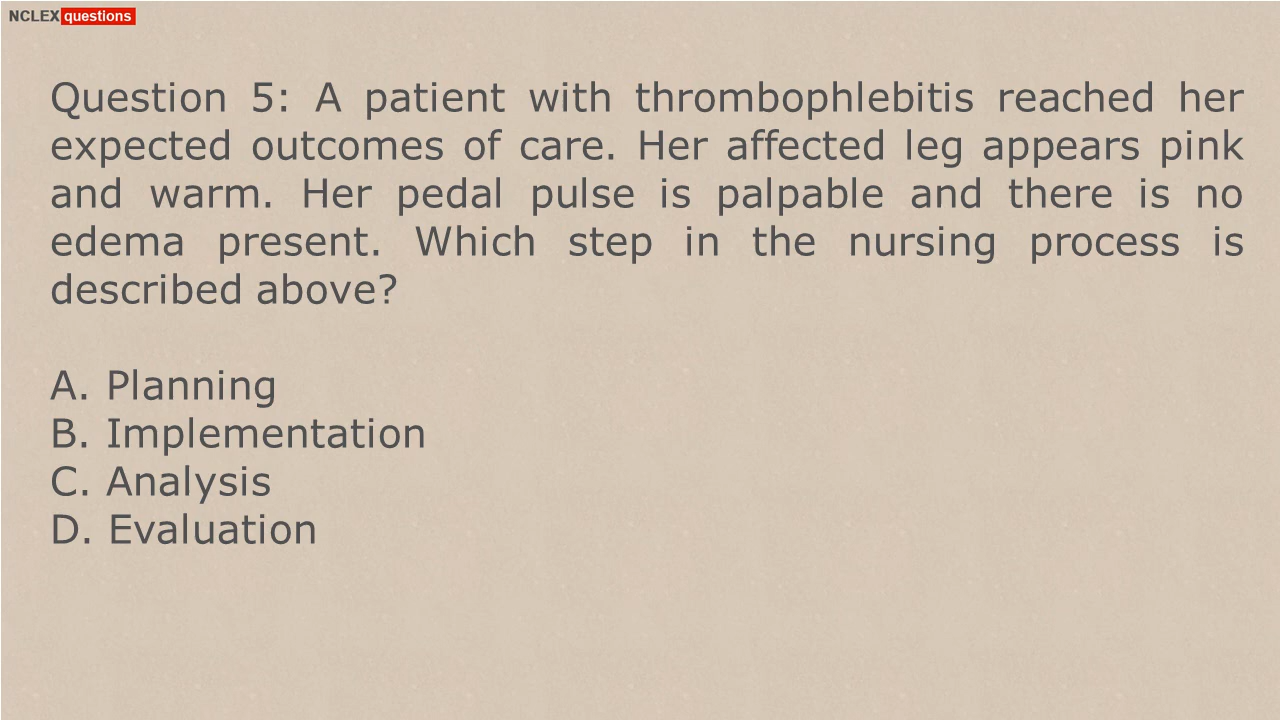 NCLEX questions
Question 5: A patient with thrombophlebitis reached her
expected outcomes of care. Her affected leg appears pink
and warm. Her pedal pulse is palpable and there is no
edema present. Which step in the nursing process is
described above?
A. Planning
B. Implementation
C. Analysis
D. Evaluation